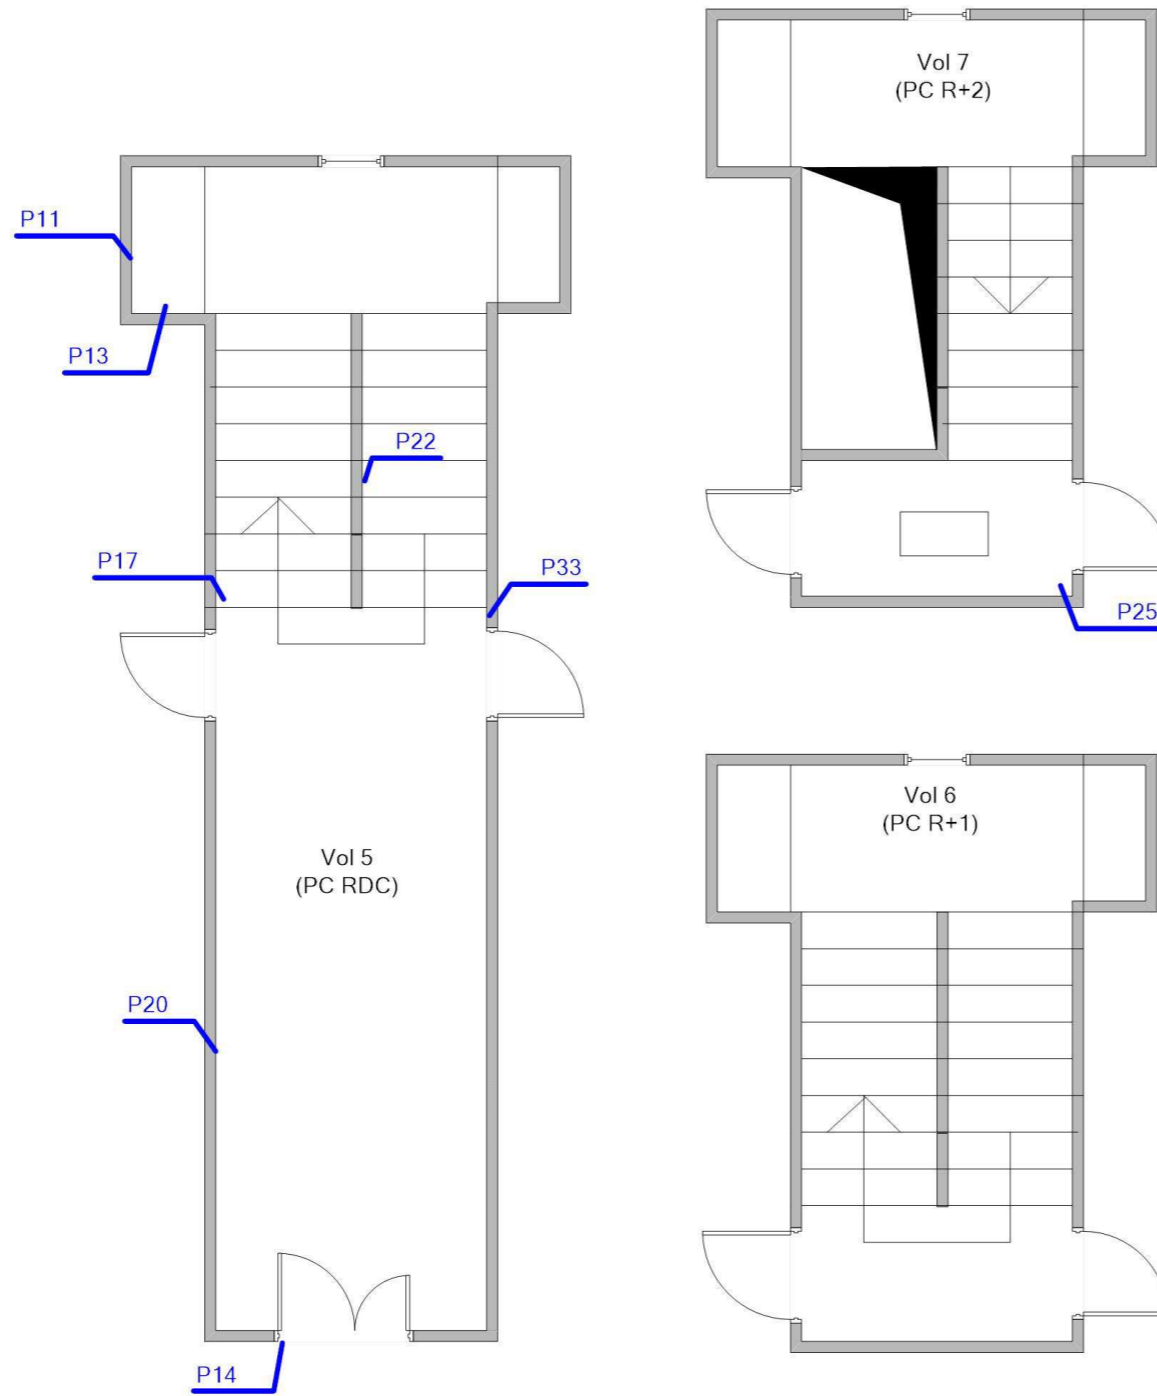 Vol 7
(PC R+2)
P11
P13
P22
P17
P33
P25
Vol 6
(PC R+1)
Vol 5
(PC RDC)
P20
P14